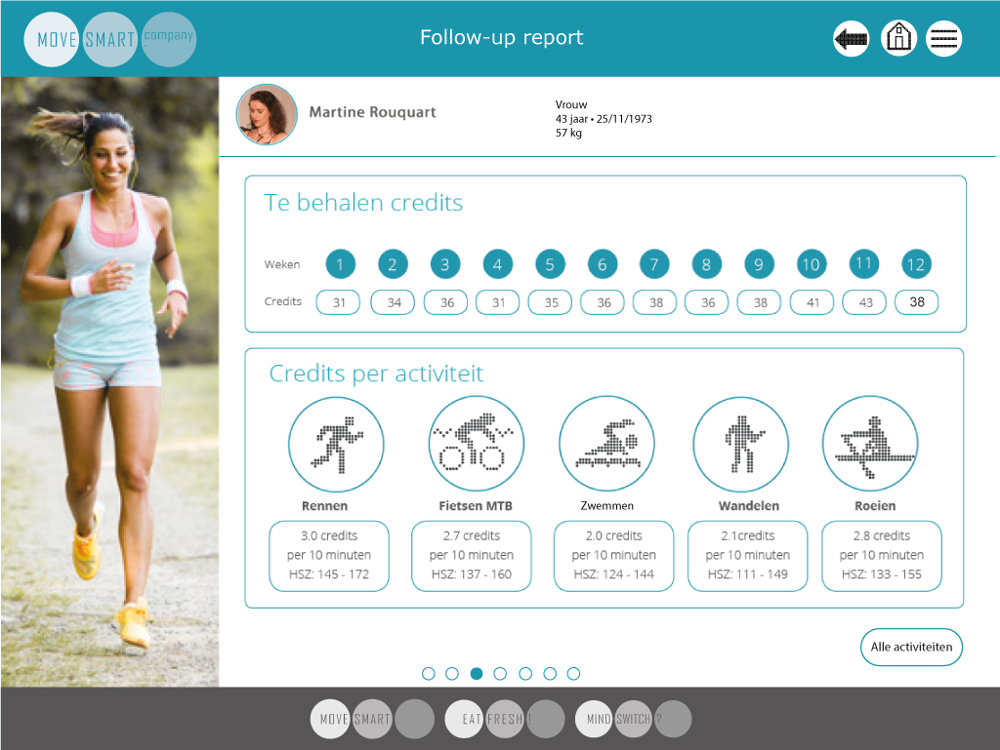 MOVE SMART company
Follow-up report
Martine Rouquart
Vrouw
43 jaar • 25/11/1973
57 kg
Te behalen credits
Weken 1 2 3 4 5 6 7 8 9 10 11 12
Credits 31 34 36 31 35 36 38 36 38 41 43 38
Credits per activiteit
Rennen Fietsen MTB Zwemmen Wandelen Roeien
3.0 credits 2.7 credits 2.0 credits 2.1credits 2.8 credits
per 10 minuten per 10 minuten per 10 minuten per 10 minuten per 10 minuten
HSZ: 145 - 172 HSZ: 137 - 160 HSZ: 124 - 144 HSZ: 111 - 149 HSZ: 133 - 155
Alle activiteiten
MOVE SMART EAT FRESH ! MIND SWITCH ?